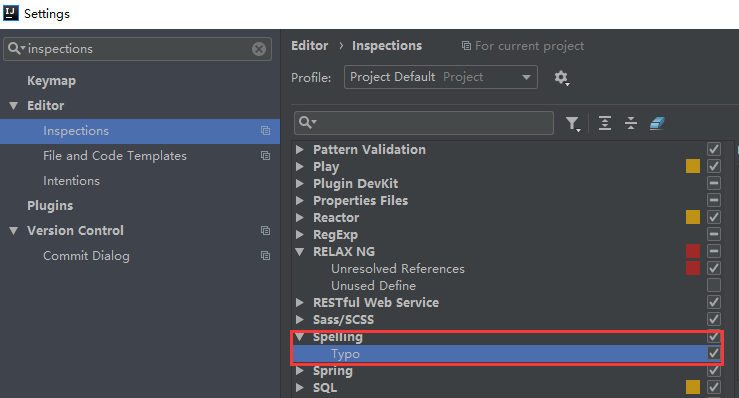 IJ Settings
inspections
Keymap
Editor
Inspections
File and Code Templates
Intentions
Plugins
Version Control
Commit Dialog
Editor › Inspections For current project
Profile: Project Default Project
Pattern Validation
Play
Plugin DevKit
Properties Files
Reactor
RegExp
RELAX NG
Unresolved References
Unused Define
RESTful Web Service
Sass/SCSS
Spelling
Typo
Spring
SQL